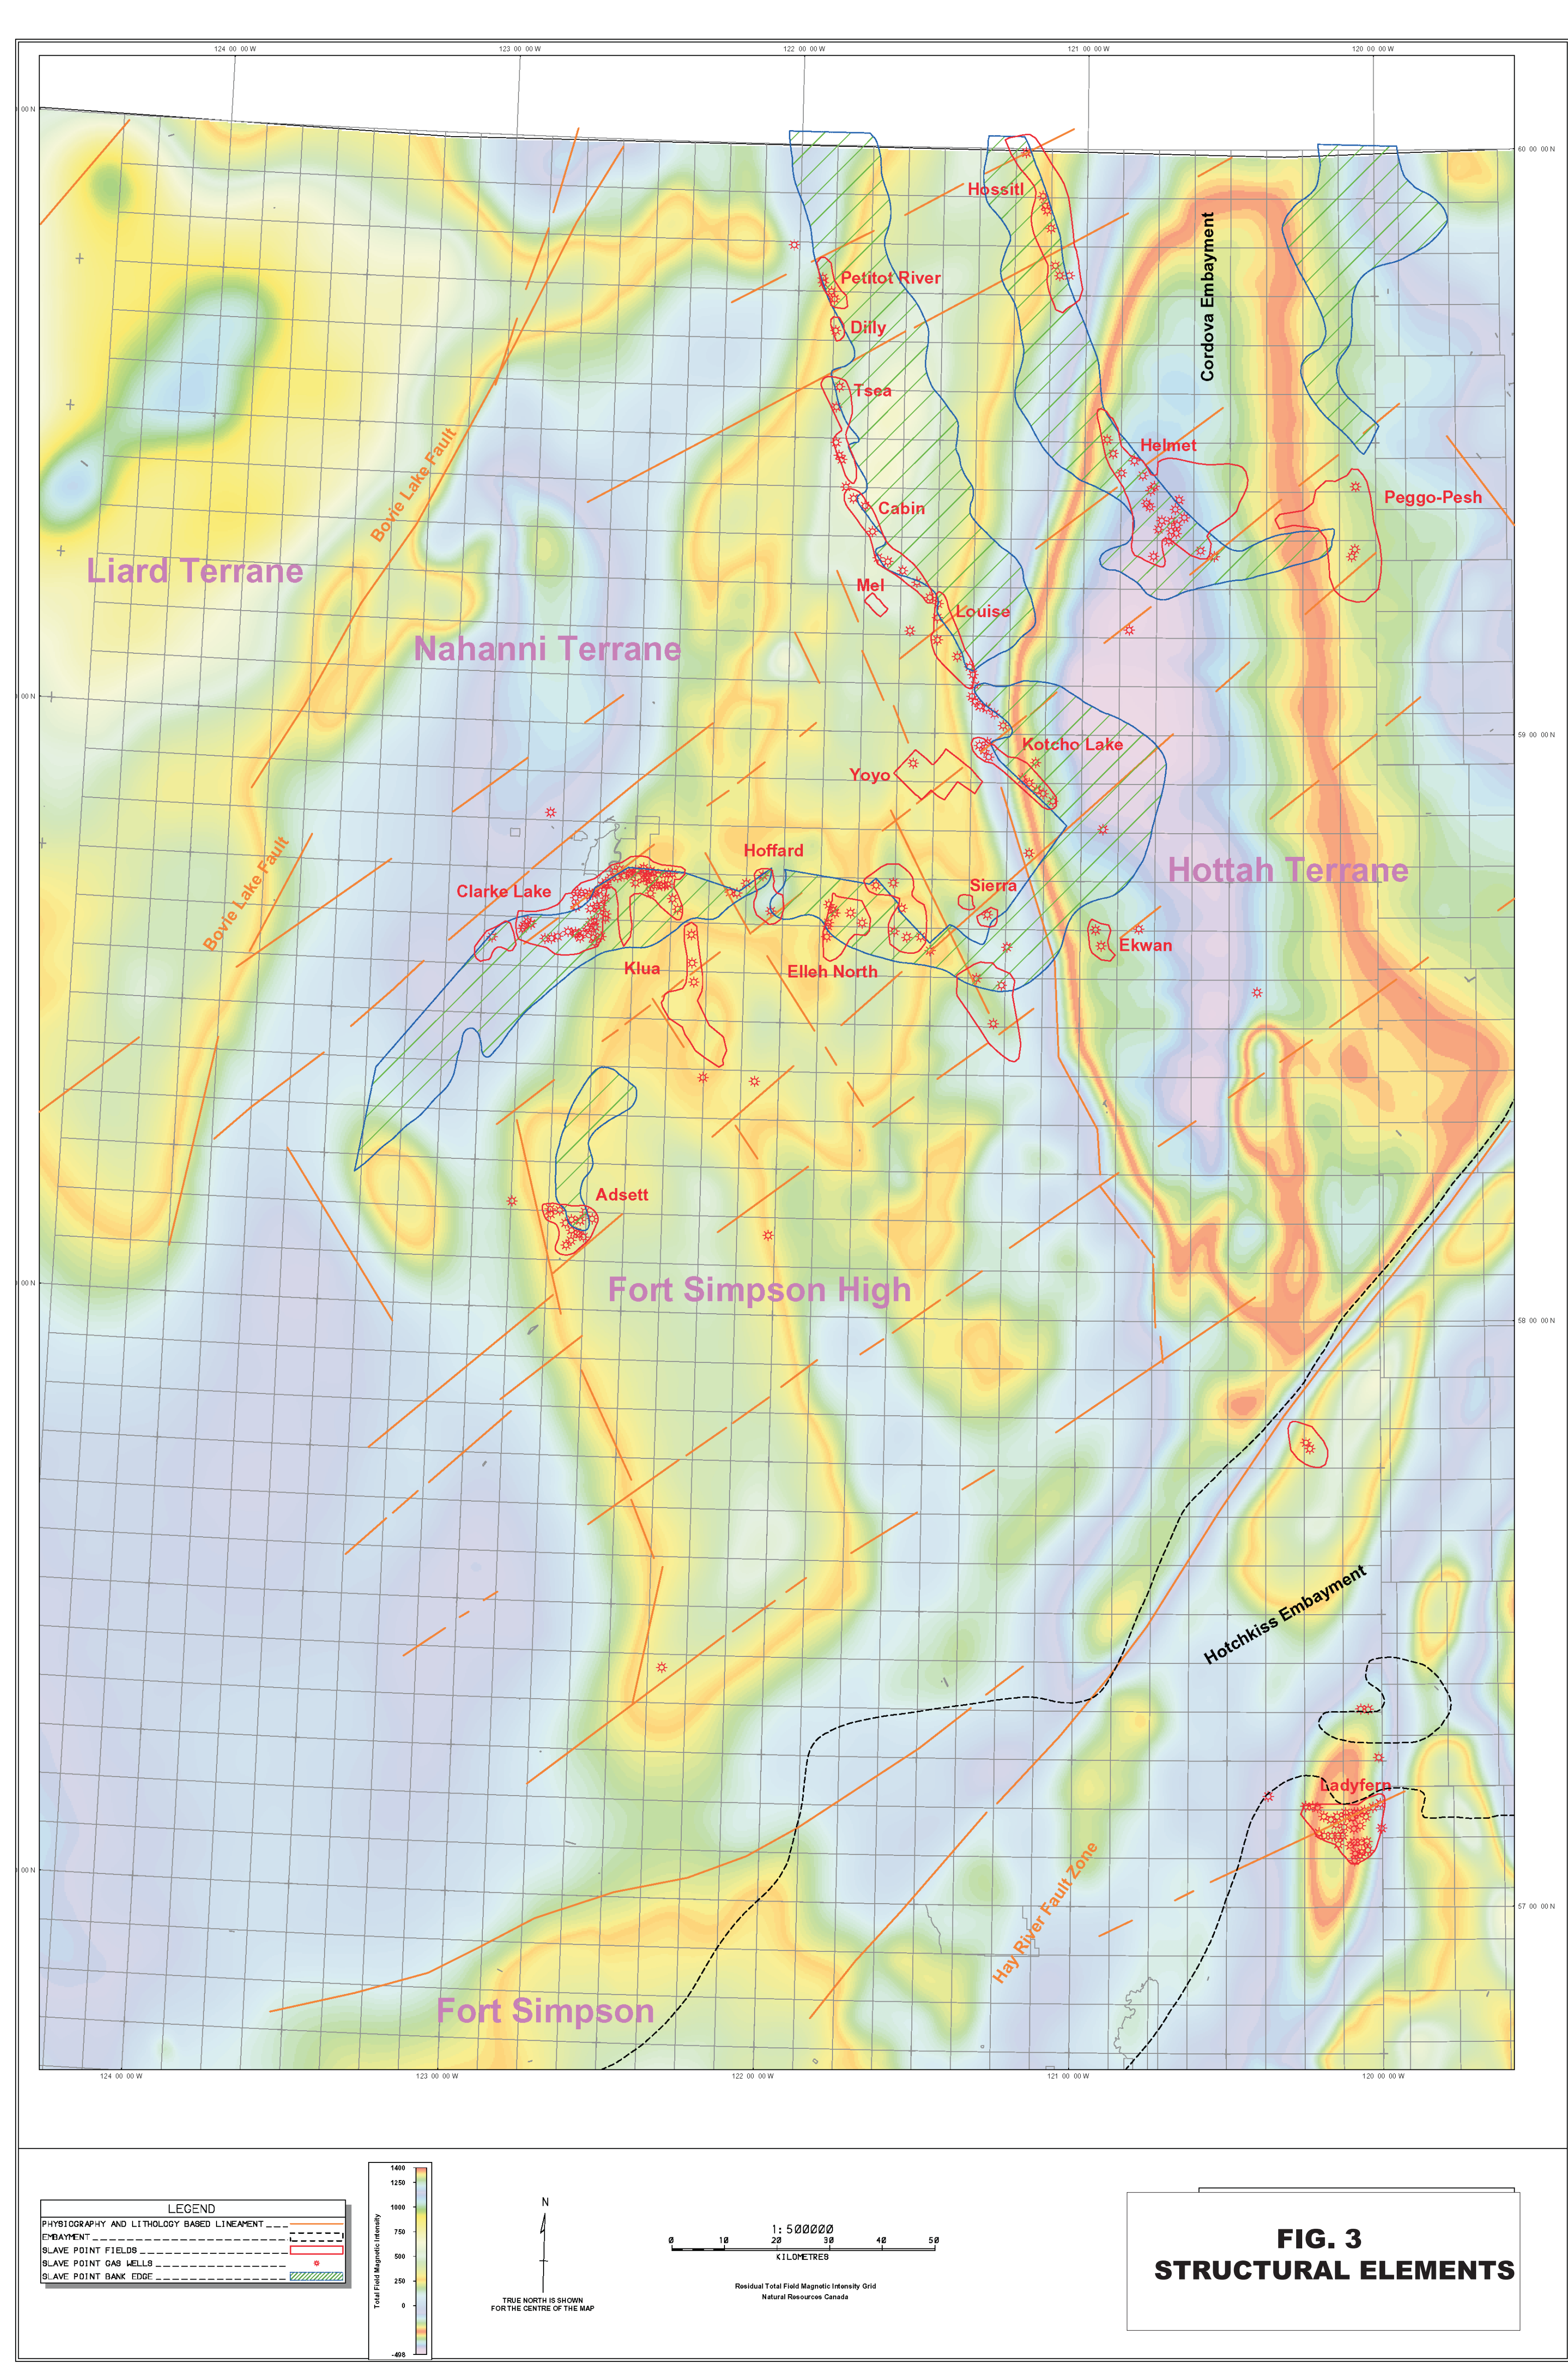 124 00 00 W
123 00 00 W
122 00 00 W
121 00 00 W
120 00 00 W
00 N
60 00 00 N
Hossitl
Cordova Embayment
Petitot River
Dilly
Tsea
Helmet
Peggo-Pesh
Cabin
Bovie Lake Fault
Liard Terrane
Mel
Louise
Nahanni Terrane
00 N
59 00 00 N
Kotcho Lake
Yoyo
Hoffard
Hottah Terrane
Clarke Lake
Sierra
Bovie Lake Fault
Ekwan
Klua
Elleh North
Adsett
00 N
Fort Simpson High
58 00 00 N
Hotchkiss Embayment
Ladyfern
00 N
57 00 00 N
Hay River Fault Zone
Fort Simpson
124 00 00 W
123 00 00 W
122 00 00 W
121 00 00 W
120 00 00 W
LEGEND
PHYSIOGRAPHY AND LITHOLOGY BASED LINEAMENT
EMBAYMENT
SLAVE POINT FIELDS
SLAVE POINT GAS WELLS
SLAVE POINT BANK EDGE
Total Field Magnetic Intensity
1400
1250
1000
750
500
250
0
-498
N
TRUE NORTH IS SHOWN
FOR THE CENTRE OF THE MAP
1: 500000
0 10 20 30 40 50
KILOMETRES
Residual Total Field Magnetic Intensity Grid
Natural Resources Canada
FIG. 3
STRUCTURAL ELEMENTS